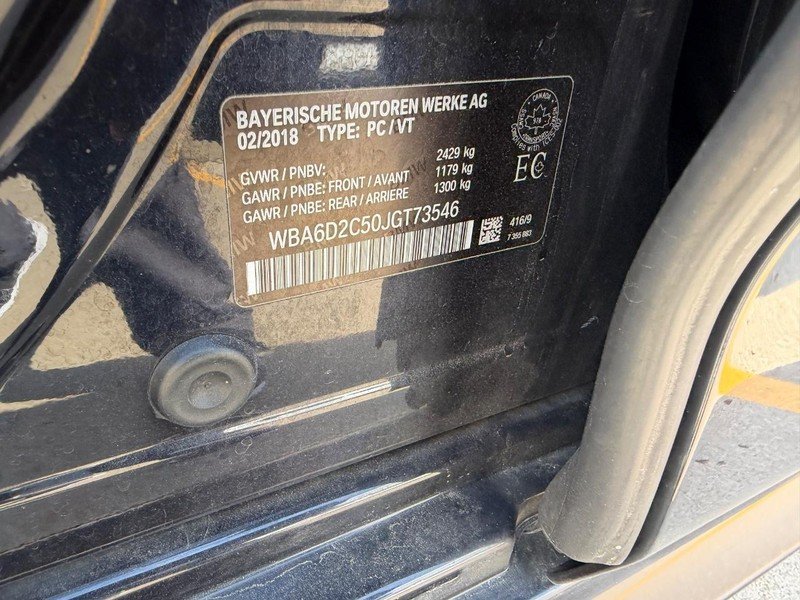 BAYERISCHE MOTOREN WERKE AG
02/2018 TYPE: PC / VT
GVWR / PNBV: 2429 kg
GAWR / PNBE: FRONT / AVANT 1179 kg
GAWR / PNBE: REAR / ARRIERE 1300 kg
WBA6D2C50JGT73546
416/9
7 355 883
CANADA
EC